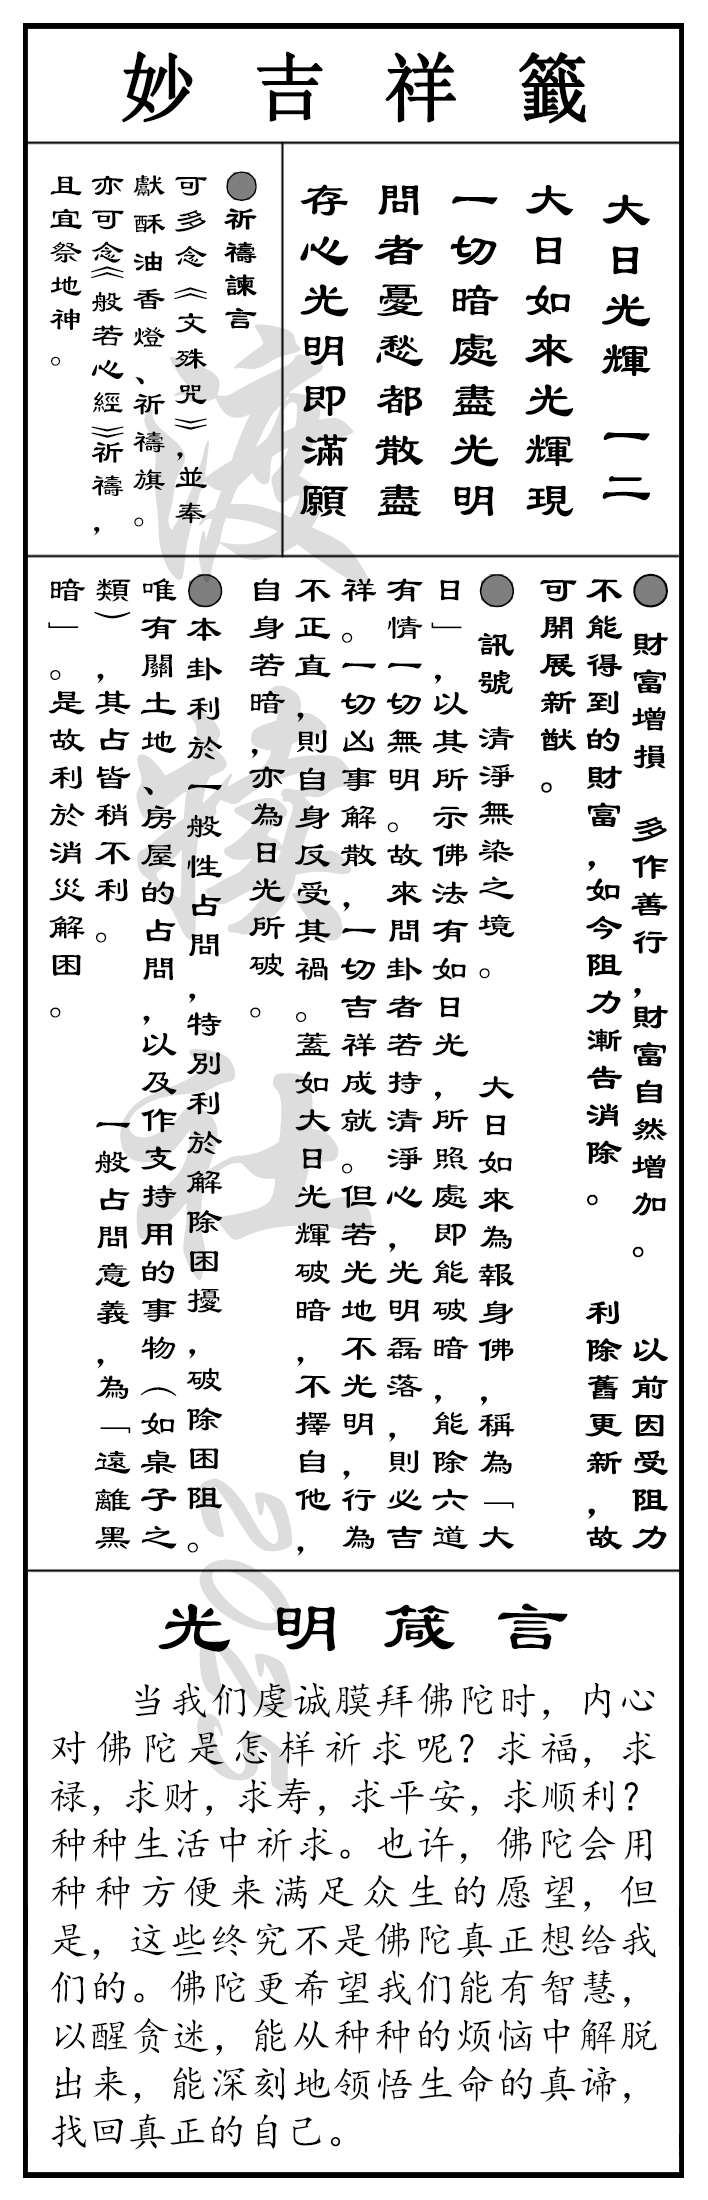 妙吉祥籤
大日光輝 一二
大日如來光輝現
一切暗處盡光明
問者憂愁都散盡
存心光明即滿願
●祈禱諫言
可多念《文殊咒》，並奉
獻酥油香燈、祈禱旗。
亦可念《般若心經》祈禱，
且宜祭地神。
● 財富增損 多作善行，財富自然增加。 以前因受阻力
不能得到的財富，如今阻力漸告消除。 利除舊更新，故
可開展新猷。
● 訊號 清淨無染之境。 大日如來為報身佛，稱為「大
日」，以其所示佛法有如日光，所照處即能破暗，能除六道
有情一切無明。故來問卦者若持清淨心，光明磊落，則必吉
祥。一切凶事解散，一切吉祥成就。但若光地不光明，行為
不正直，則自身反受其禍。蓋如大日光輝破暗，不擇自他，
自身若暗，亦為日光所破。
●本卦利於一般性占問，特別利於解除困擾，破除困阻。
唯有關土地、房屋的占問，以及作支持用的事物（如桌子之
類），其占皆稍不利。 一般占問意義，為「遠離黑
暗」。是故利於消災解困。
光明箴言
当我们虔诚膜拜佛陀时，内心
对佛陀是怎样祈求呢？求福，求
禄，求财，求寿，求平安，求顺利？
种种生活中祈求。也许，佛陀会用
种种方便来满足众生的愿望，但
是，这些终究不是佛陀真正想给我
们的。佛陀更希望我们能有智慧，
以醒贪迷，能从种种的烦恼中解脱
出来，能深刻地领悟生命的真谛，
找回真正的自己。
渡
社
2025